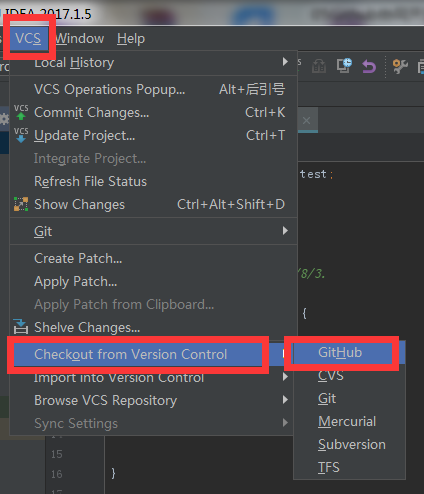 IDEA 2017.1.5
VCS Window Help
Local History
VCS Operations Popup... Alt+后引号
Commit Changes... Ctrl+K
Update Project... Ctrl+T
Integrate Project...
Refresh File Status
Show Changes Ctrl+Alt+Shift+D
Git
Create Patch...
Apply Patch...
Apply Patch from Clipboard...
Shelve Changes...
Checkout from Version Control
Import into Version Control
Browse VCS Repository
Sync Settings
test;
/8/3.
{
GitHub
CVS
Git
Mercurial
Subversion
TFS
15
16 }